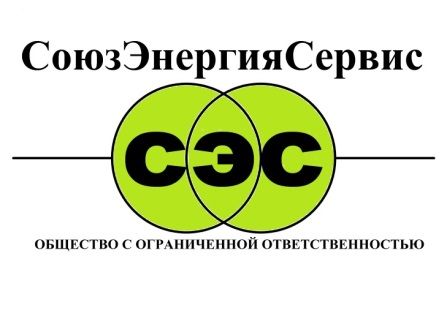 СоюзЭнергияСервис
СЭС
ОБЩЕСТВО С ОГРАНИЧЕННОЙ ОТВЕТСТВЕННОСТЬЮ